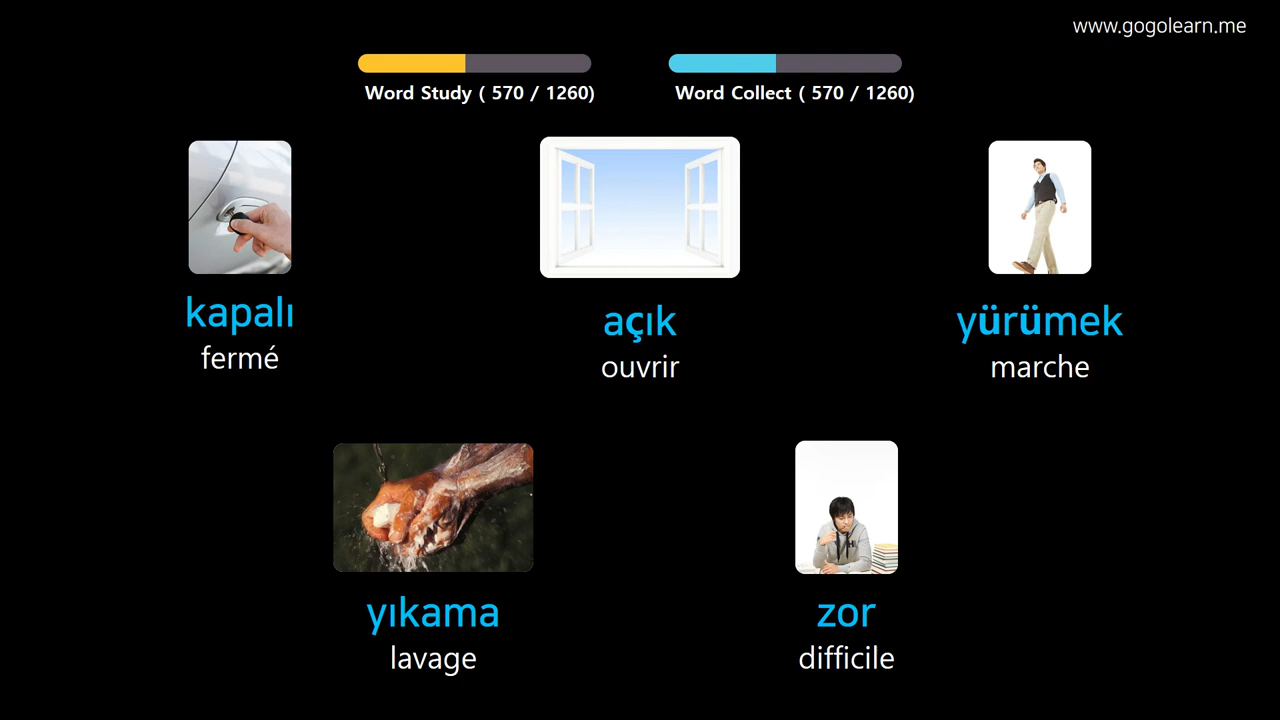 www.gogolearn.me
Word Study ( 570 / 1260)
Word Collect ( 570 / 1260)
kapalı
fermé
açık
ouvrir
yürümek
marche
yıkama
lavage
zor
difficile